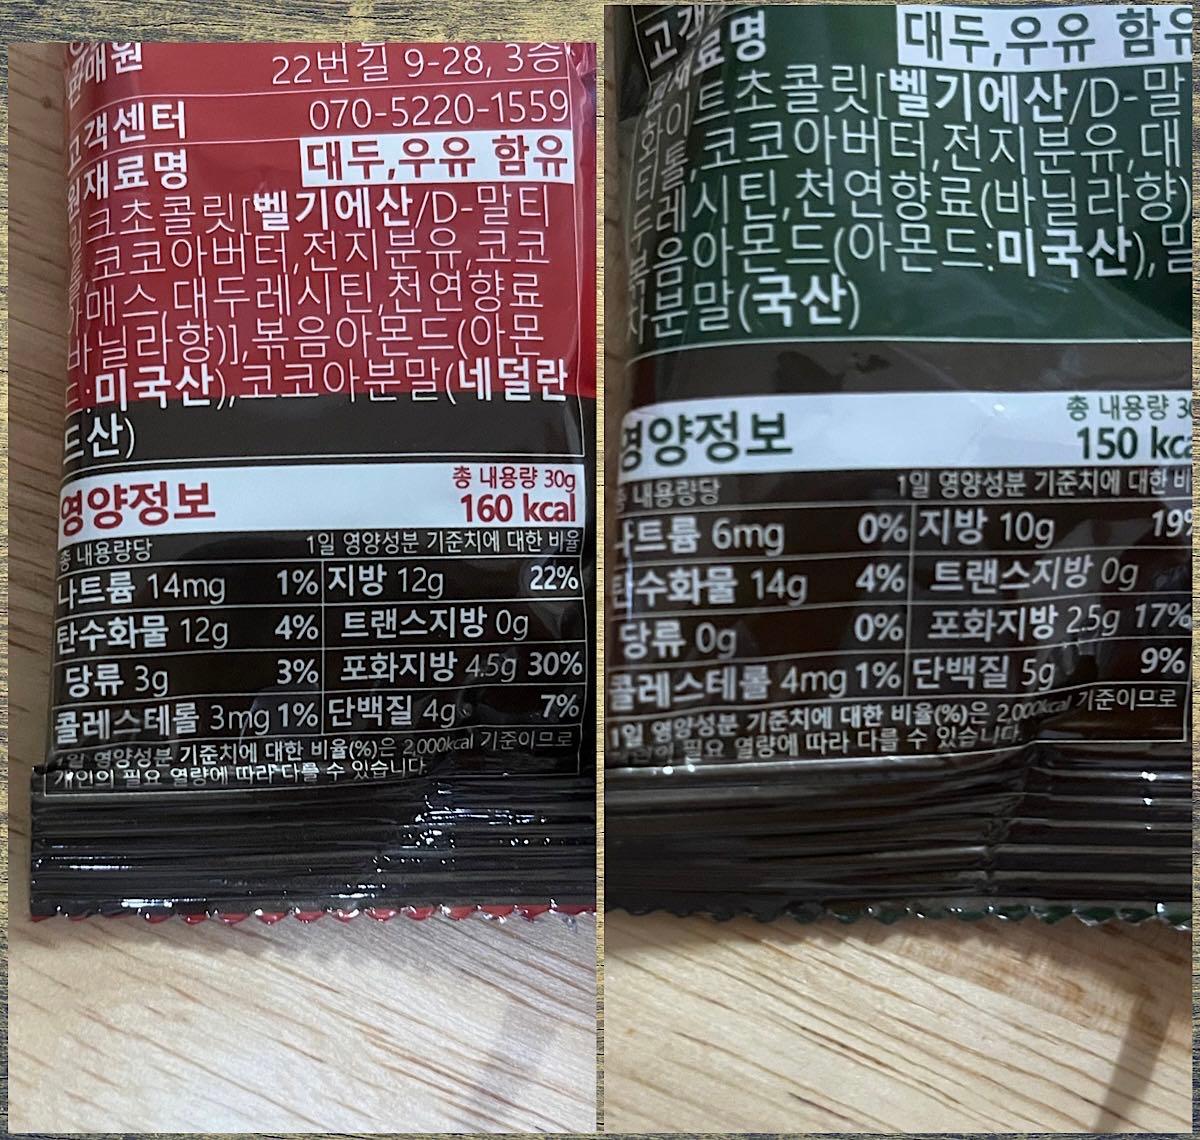 판매원
22번길 9-28, 3층
고객센터 070-5220-1559
원재료명 대두,우유 함유
밀크초콜릿[벨기에산/D-말티
톨,코코아버터,전지분유,코코
아매스,대두레시틴,천연향료
(바닐라향)],볶음아몬드(아몬
드:미국산),코코아분말(네덜란
드산)
영양정보
총 내용량 30g
160 kcal
총 내용량당 1일 영양성분 기준치에 대한 비율
나트륨 14mg 1% 지방 12g 22%
탄수화물 12g 4% 트랜스지방 0g
당류 3g 3% 포화지방 4.5g 30%
콜레스테롤 3mg 1% 단백질 4g 7%
1일 영양성분 기준치에 대한 비율(%)은 2,000kcal 기준이므로
개인의 필요 열량에 따라 다를 수 있습니다.
고객
재료명 대두,우유 함유
화이트초콜릿[벨기에산/D-말
티톨,코코아버터,전지분유,대
두레시틴,천연향료(바닐라향)
볶음아몬드(아몬드:미국산),말
차분말(국산)
영양정보
총 내용량
150 kca
총 내용량당 1일 영양성분 기준치에 대한 비
나트륨 6mg 0% 지방 10g 19%
탄수화물 14g 4% 트랜스지방 0g
당류 0g 0% 포화지방 2.5g 17%
콜레스테롤 4mg 1% 단백질 5g 9%
1일 영양성분 기준치에 대한 비율(%)은 2,000kcal 기준이므로
개인의 필요 열량에 따라 다를 수 있습니다.